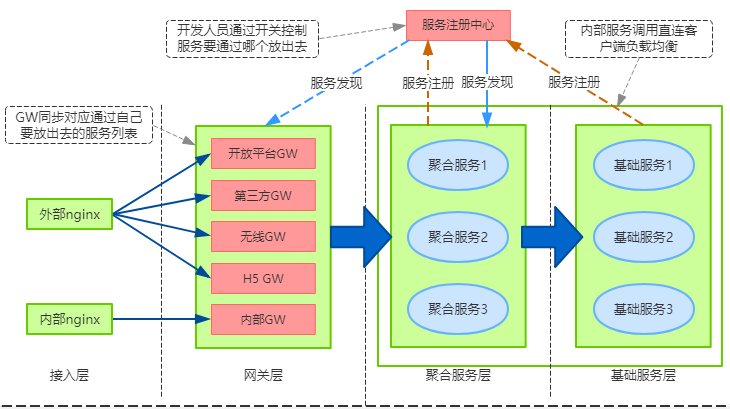 开发人员通过开关控制
服务要通过哪个放出去
服务注册中心
内部服务调用直连客
户端负载均衡
服务发现
服务注册
服务发现
服务注册
GW同步对应通过自己
要放出去的服务列表
外部nginx
内部nginx
开放平台GW
第三方GW
无线GW
H5 GW
内部GW
聚合服务1
聚合服务2
聚合服务3
基础服务1
基础服务2
基础服务3
接入层
网关层
聚合服务层
基础服务层